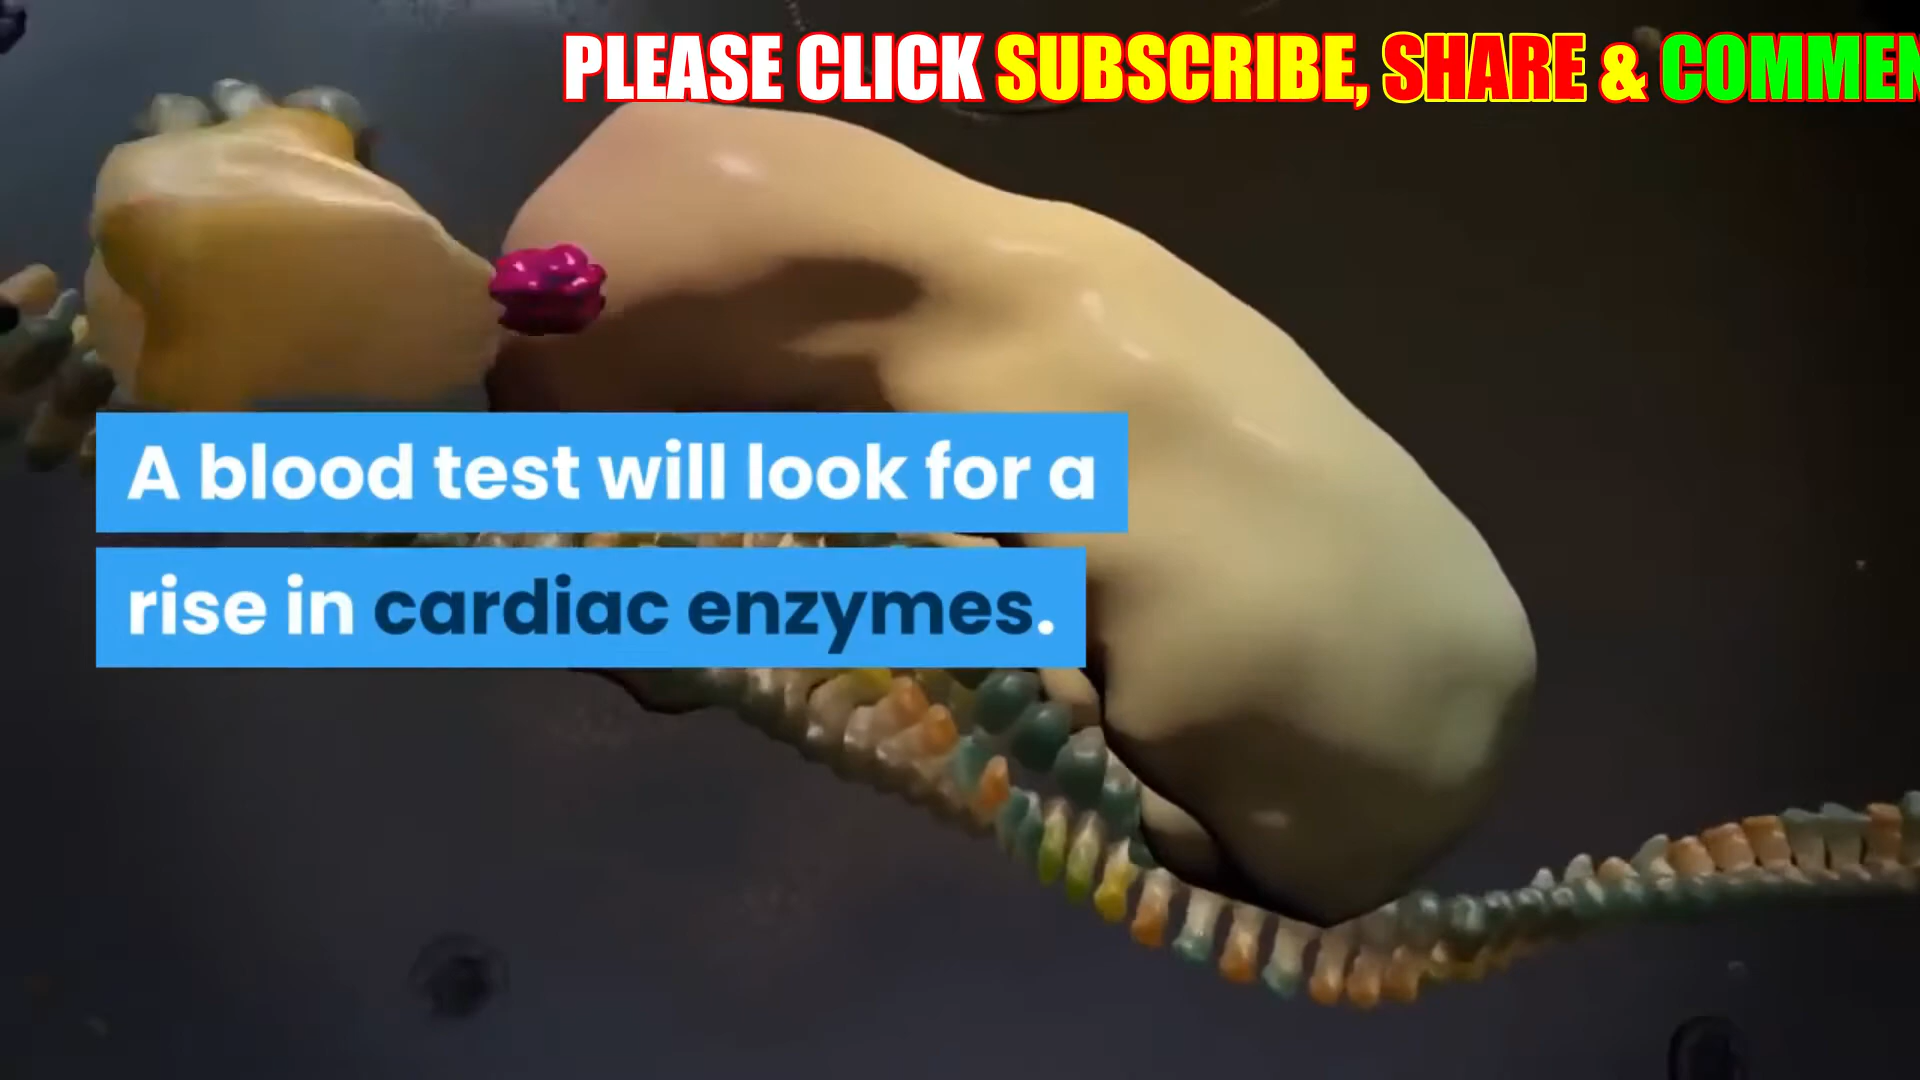 PLEASE CLICK SUBSCRIBE, SHARE & COMMEN
A blood test will look for a
rise in cardiac enzymes.